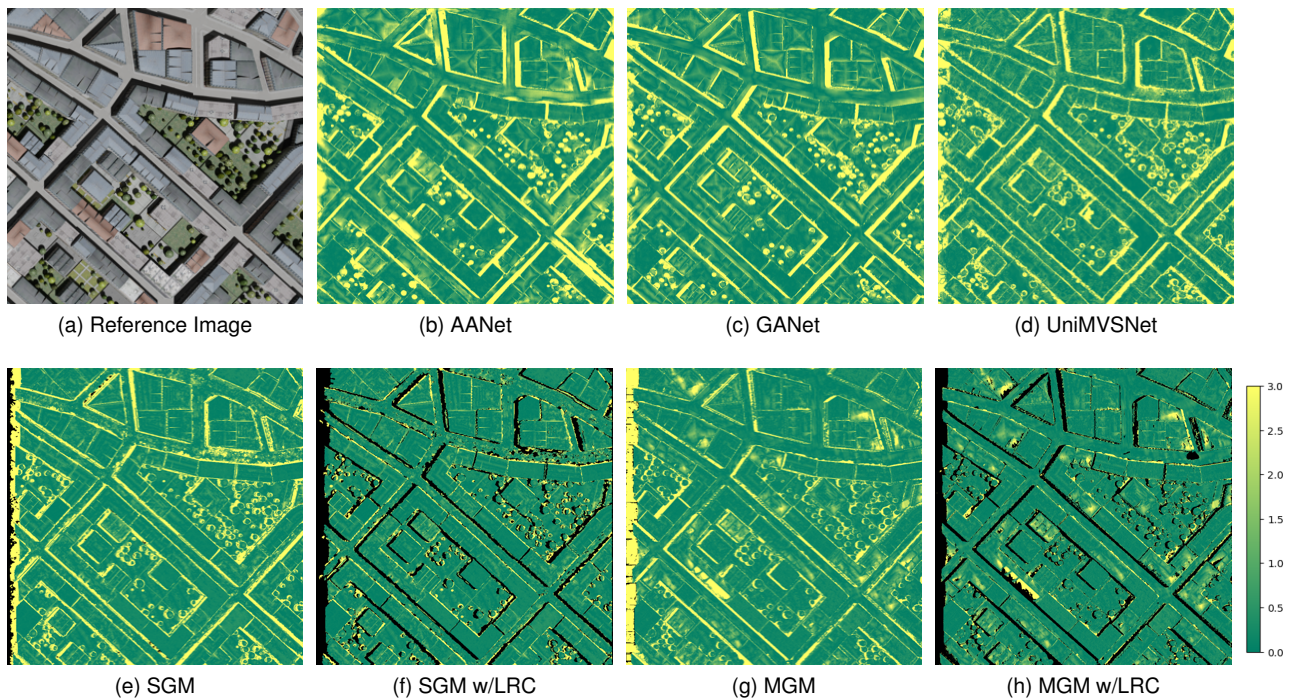 (a) Reference Image
(b) AANet
(c) GANet
(d) UniMVSNet
3.0
2.5
2.0
1.5
1.0
0.5
0.0
(e) SGM
(f) SGM w/LRC
(g) MGM
(h) MGM w/LRC